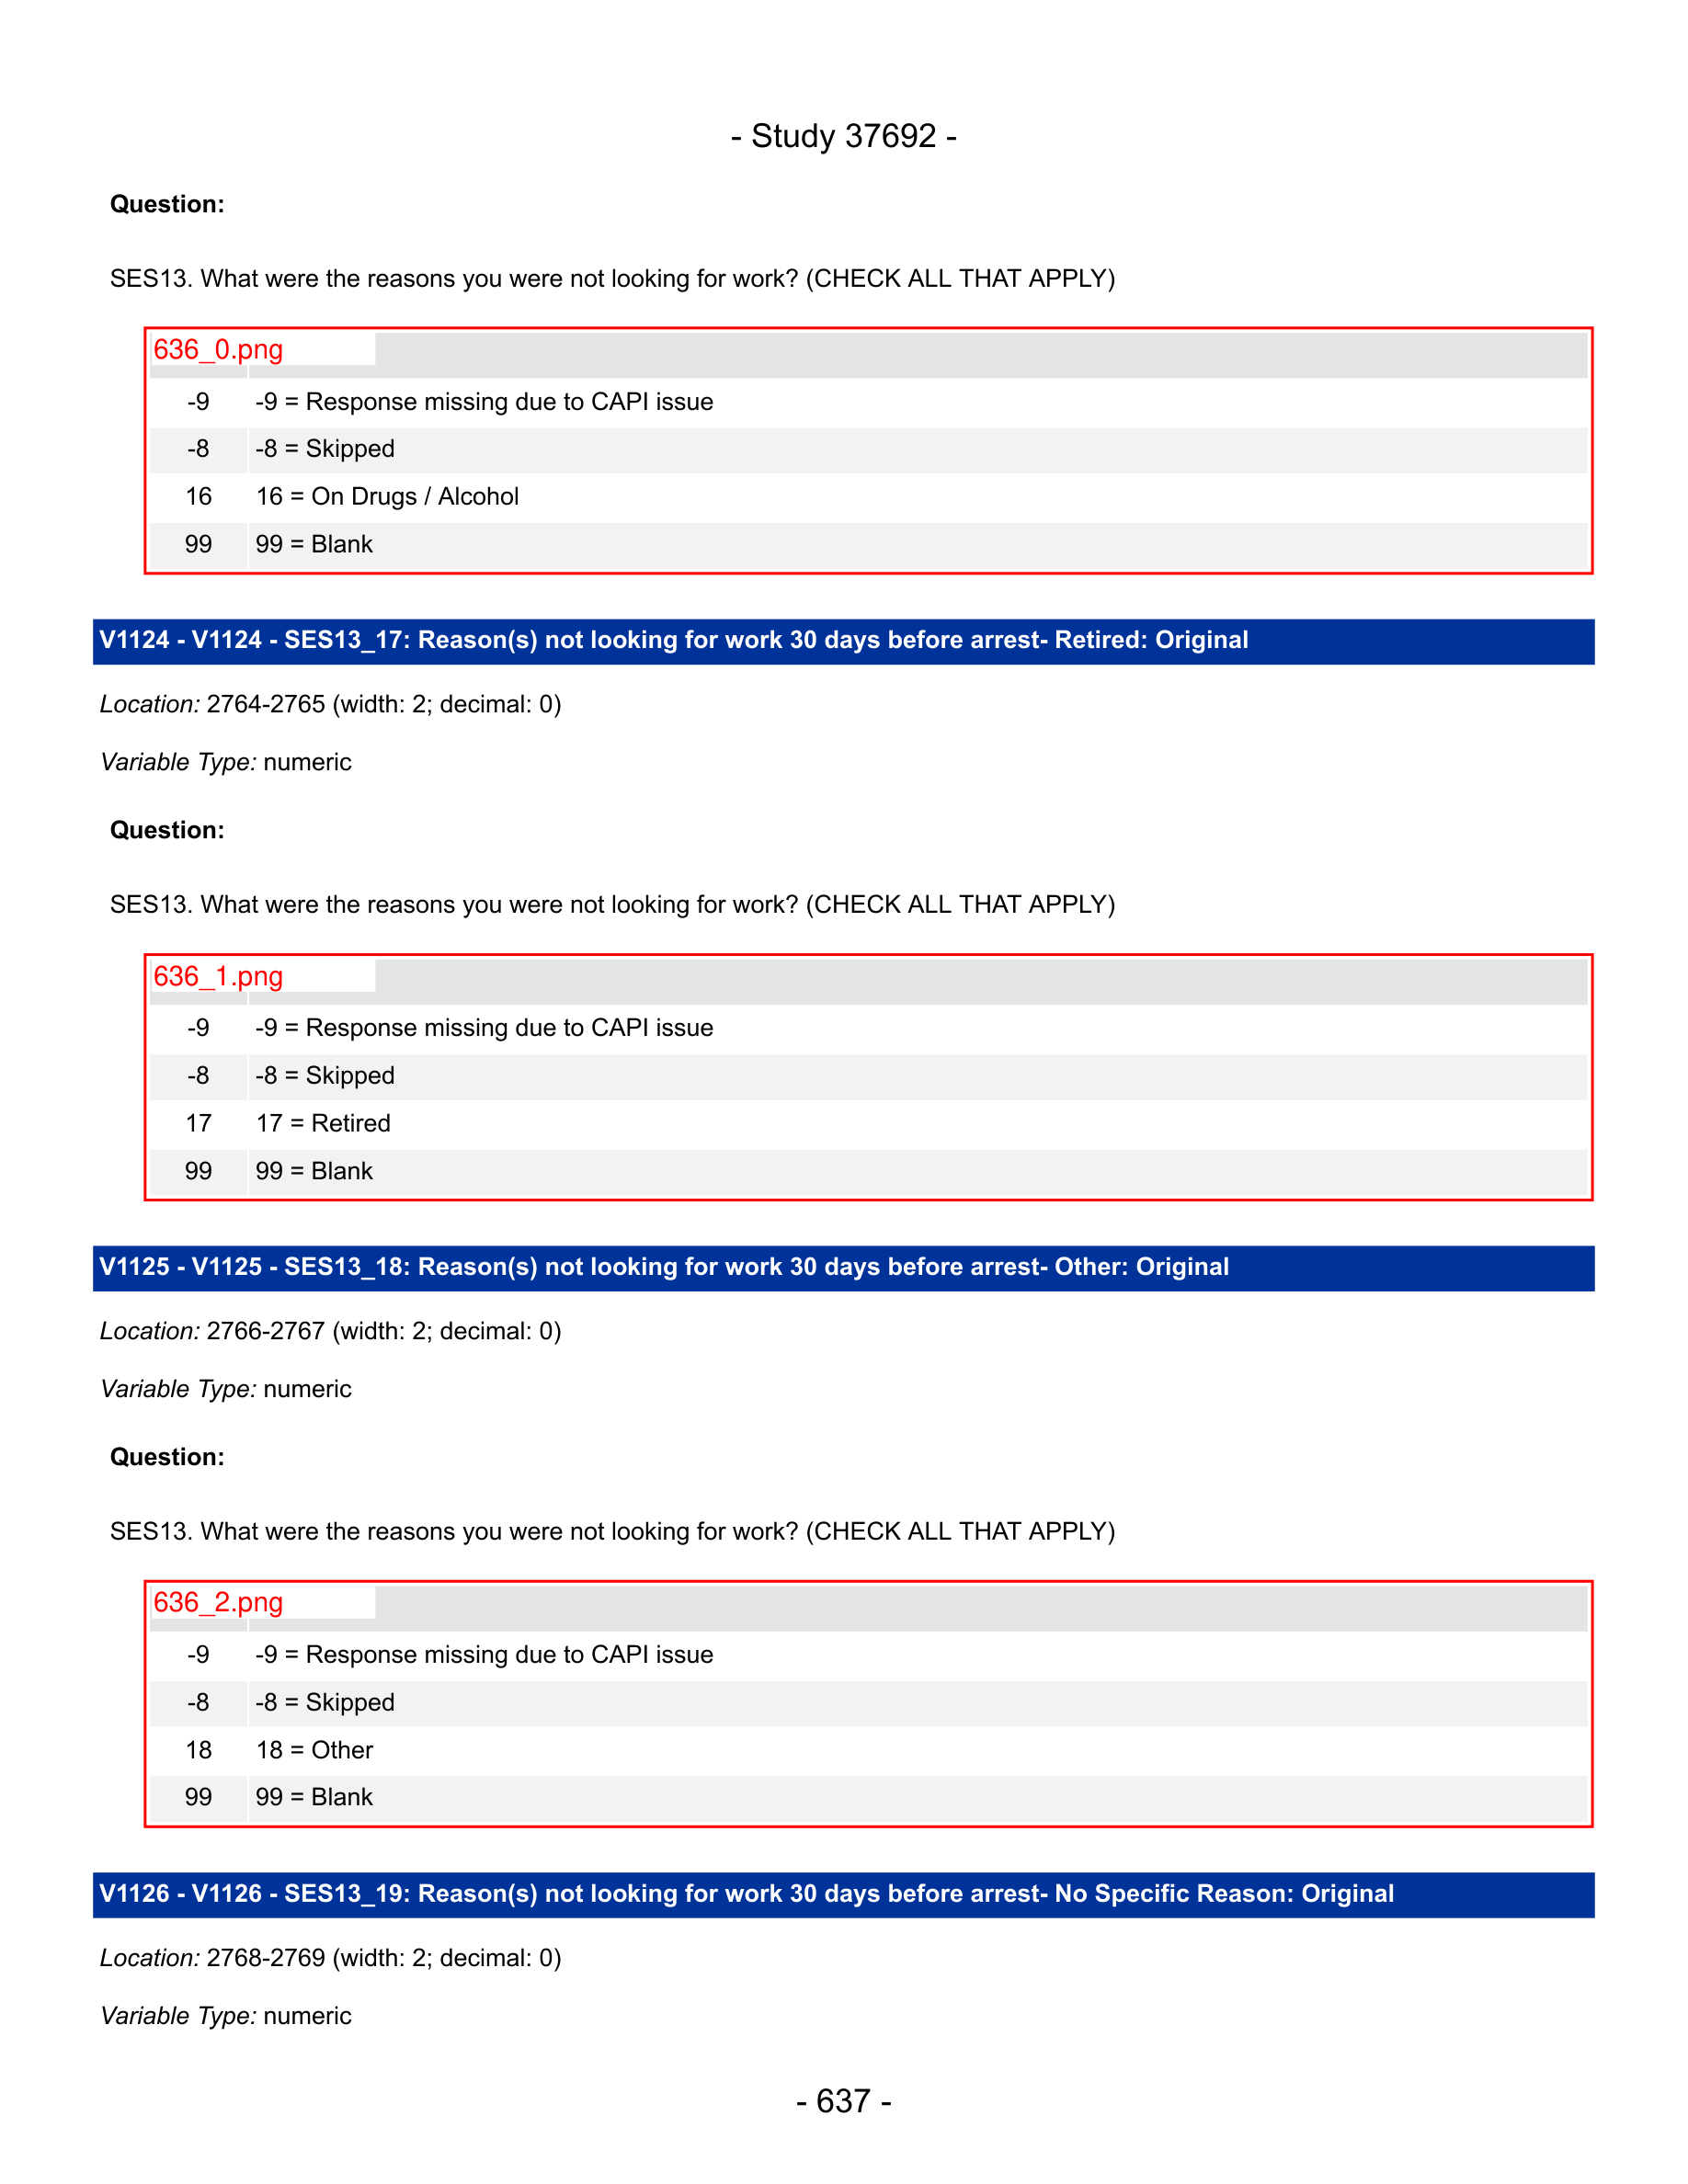 - Study 37692 -
Question:
SES13. What were the reasons you were not looking for work? (CHECK ALL THAT APPLY)
636_0.png
-9 -9 = Response missing due to CAPI issue
-8 -8 = Skipped
16 16 = On Drugs / Alcohol
99 99 = Blank
V1124 - V1124 - SES13_17: Reason(s) not looking for work 30 days before arrest- Retired: Original
Location: 2764-2765 (width: 2; decimal: 0)
Variable Type: numeric
Question:
SES13. What were the reasons you were not looking for work? (CHECK ALL THAT APPLY)
636_1.png
-9 -9 = Response missing due to CAPI issue
-8 -8 = Skipped
17 17 = Retired
99 99 = Blank
V1125 - V1125 - SES13_18: Reason(s) not looking for work 30 days before arrest- Other: Original
Location: 2766-2767 (width: 2; decimal: 0)
Variable Type: numeric
Question:
SES13. What were the reasons you were not looking for work? (CHECK ALL THAT APPLY)
636_2.png
-9 -9 = Response missing due to CAPI issue
-8 -8 = Skipped
18 18 = Other
99 99 = Blank
V1126 - V1126 - SES13_19: Reason(s) not looking for work 30 days before arrest- No Specific Reason: Original
Location: 2768-2769 (width: 2; decimal: 0)
Variable Type: numeric
- 637 -